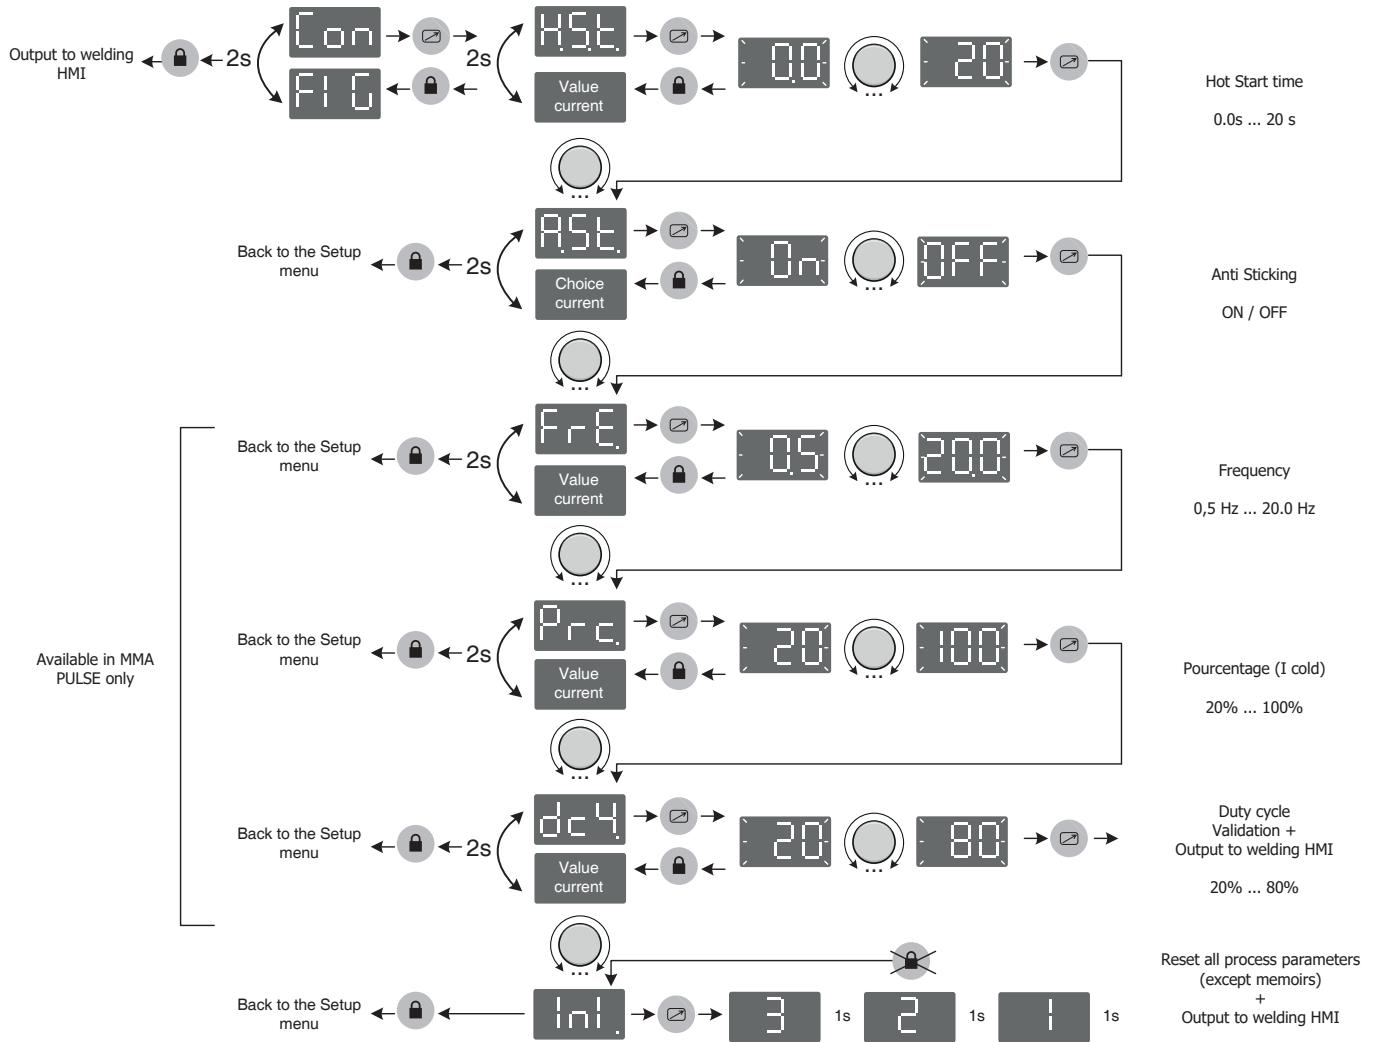 Output to welding
HMI
2s
Con
FIG
2s
H.St.
Value
current
0.0
...
20
Hot Start time
0.0s ... 20 s
...
Back to the Setup
menu
2s
A.St.
Choice
current
On
...
OFF
Anti Sticking
ON / OFF
...
Available in MMA
PULSE only
Back to the Setup
menu
2s
FrE.
Value
current
0.5
...
20.0
Frequency
0,5 Hz ... 20.0 Hz
...
Back to the Setup
menu
2s
Prc.
Value
current
20
...
100
Pourcentage (I cold)
20% ... 100%
...
Back to the Setup
menu
2s
dc4.
Value
current
20
...
80
Duty cycle
Validation +
Output to welding HMI
20% ... 80%
...
Back to the Setup
menu
InI.
3
1s
2
1s
1
1s
Reset all process parameters
(except memoirs)
+
Output to welding HMI